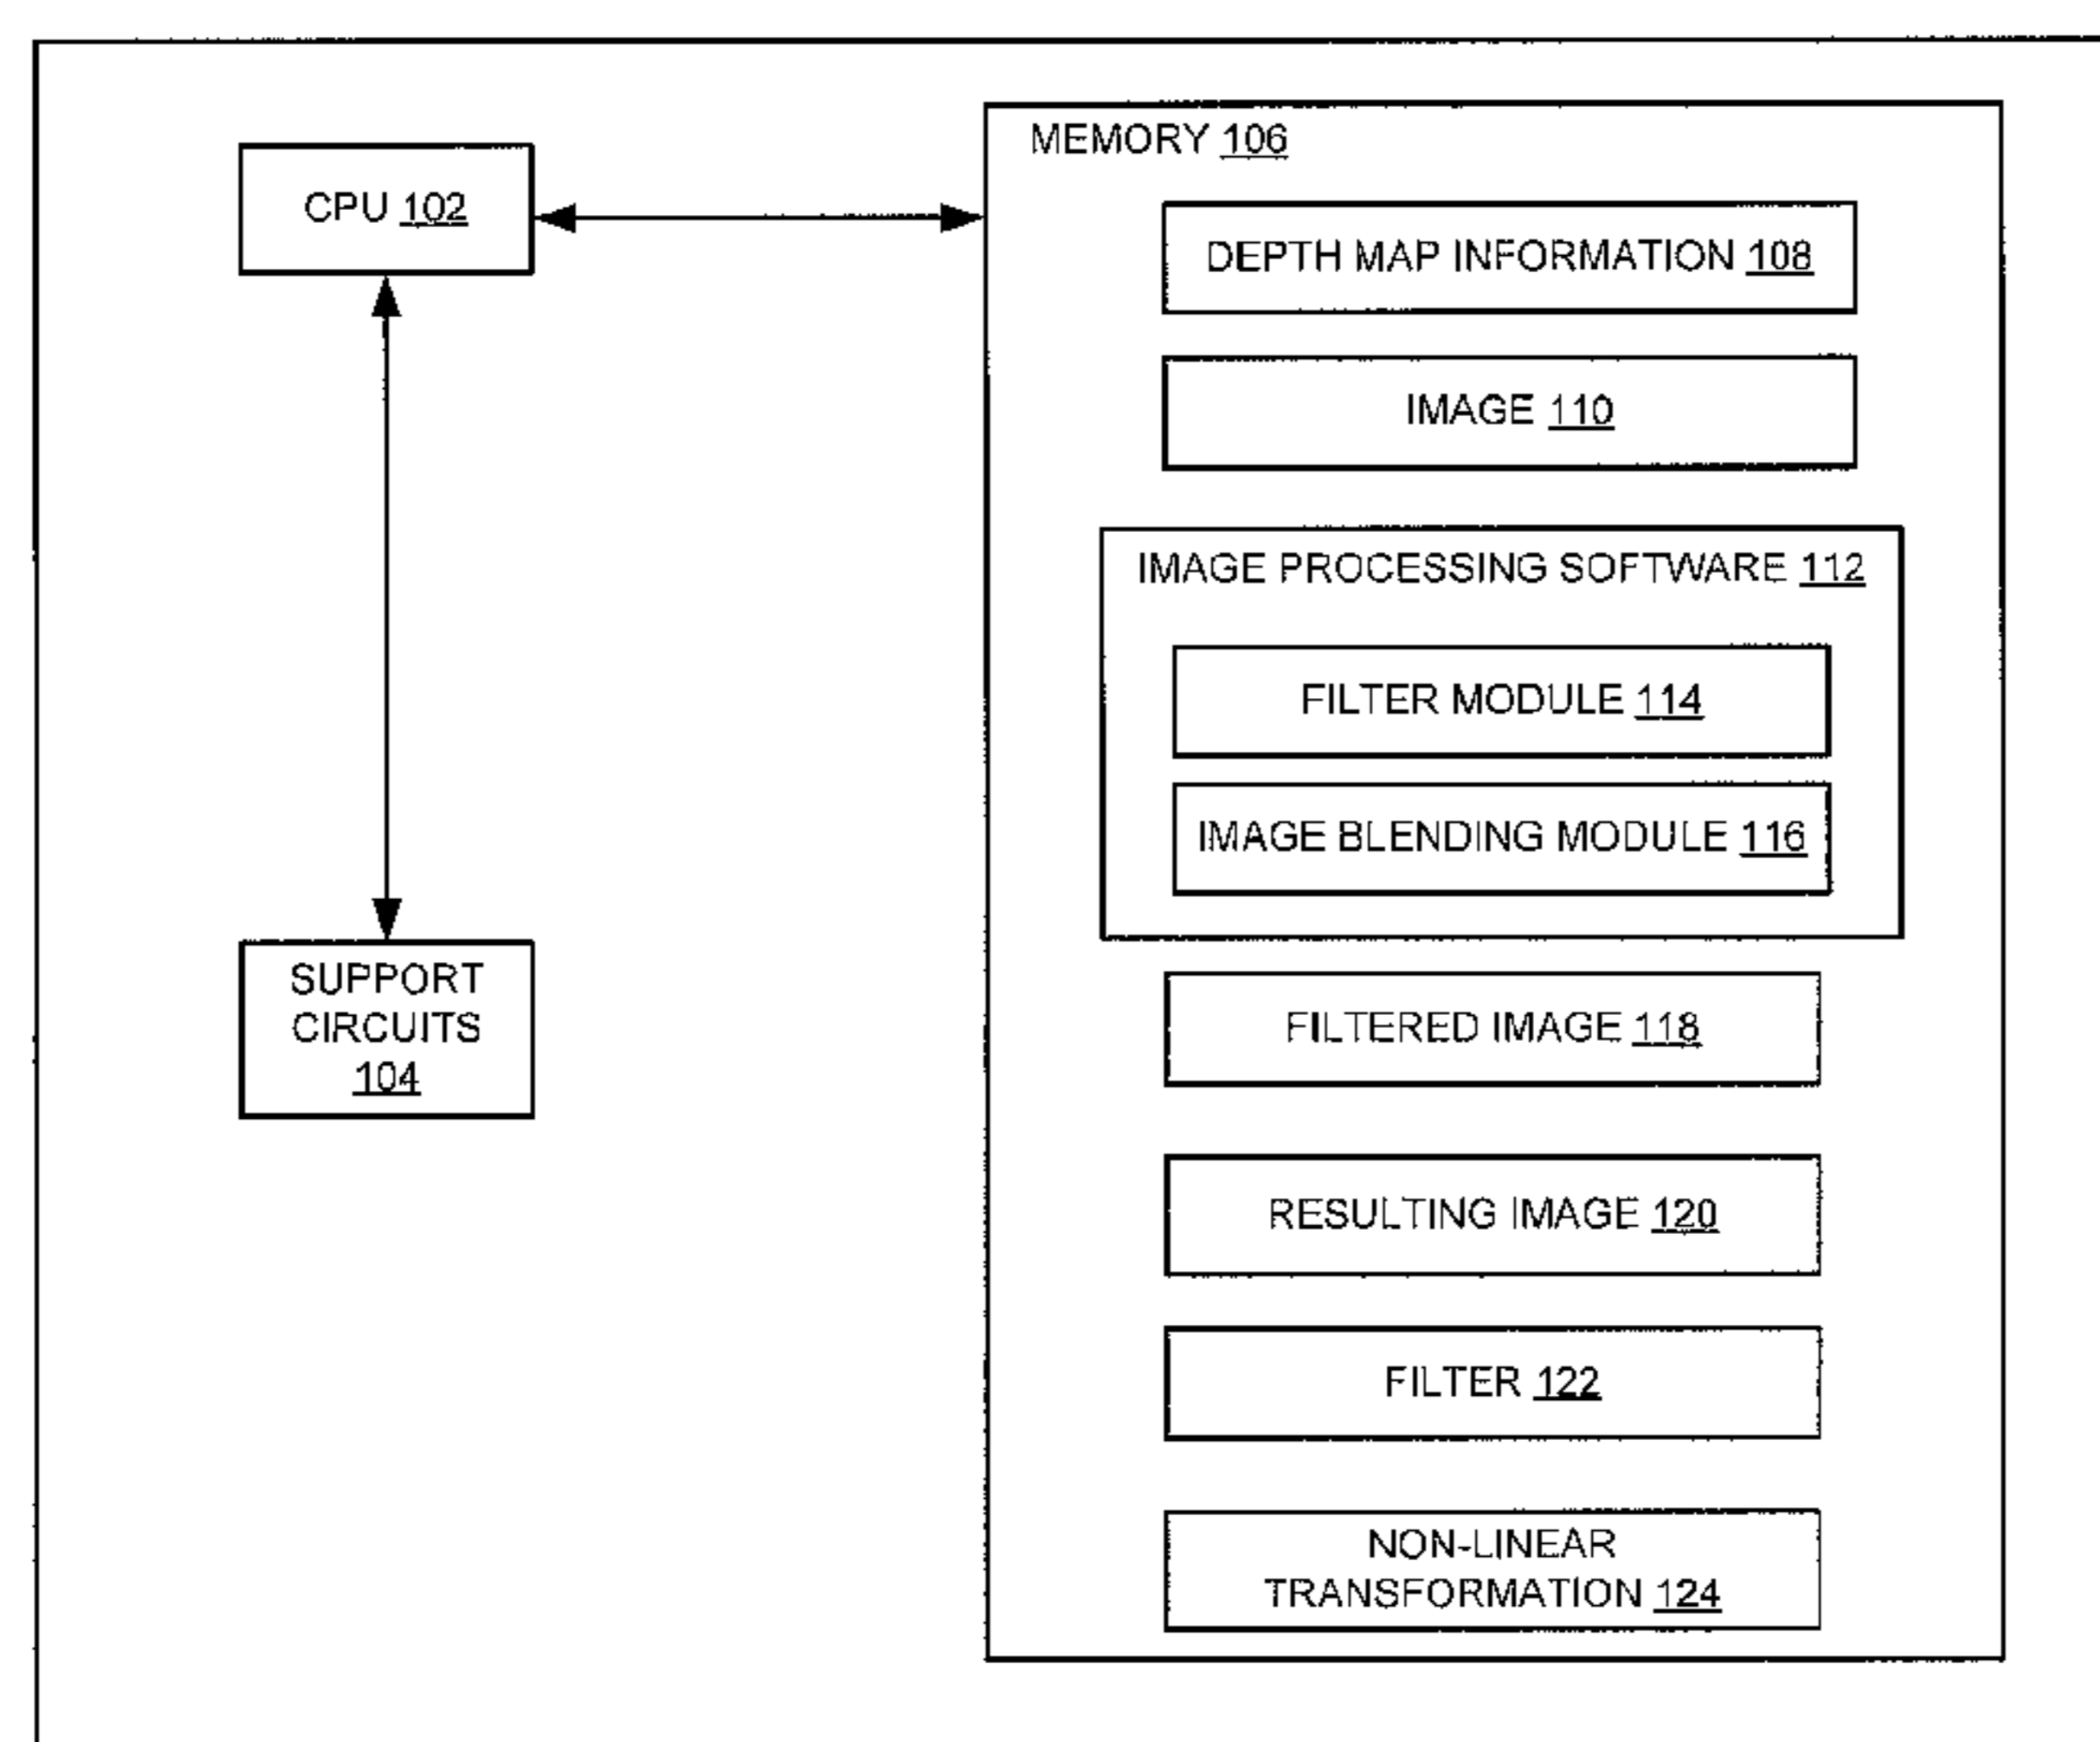 CPU 102
MEMORY 106
DEPTH MAP INFORMATION 108
IMAGE 110
IMAGE PROCESSING SOFTWARE 112
FILTER MODULE 114
IMAGE BLENDING MODULE 116
SUPPORT
CIRCUITS
104
FILTERED IMAGE 118
RESULTING IMAGE 120
FILTER 122
NON-LINEAR
TRANSFORMATION 124